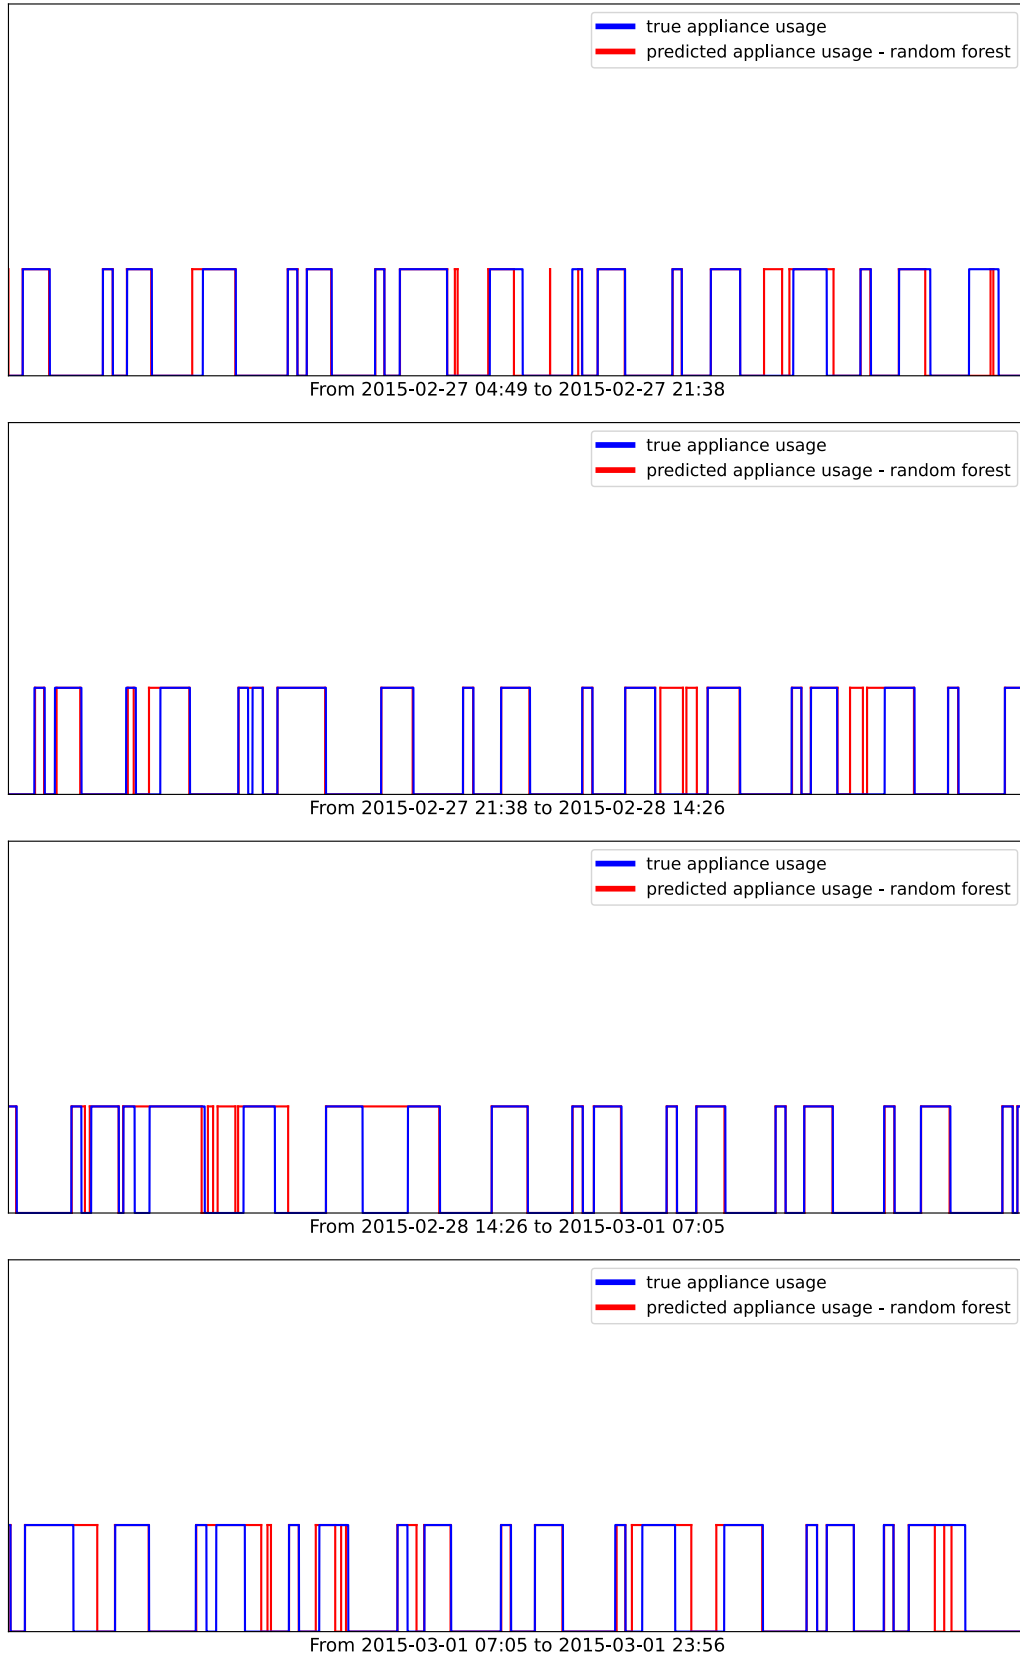 true appliance usage
predicted appliance usage - random forest
From 2015-02-27 04:49 to 2015-02-27 21:38
true appliance usage
predicted appliance usage - random forest
From 2015-02-27 21:38 to 2015-02-28 14:26
true appliance usage
predicted appliance usage - random forest
From 2015-02-28 14:26 to 2015-03-01 07:05
true appliance usage
predicted appliance usage - random forest
From 2015-03-01 07:05 to 2015-03-01 23:56